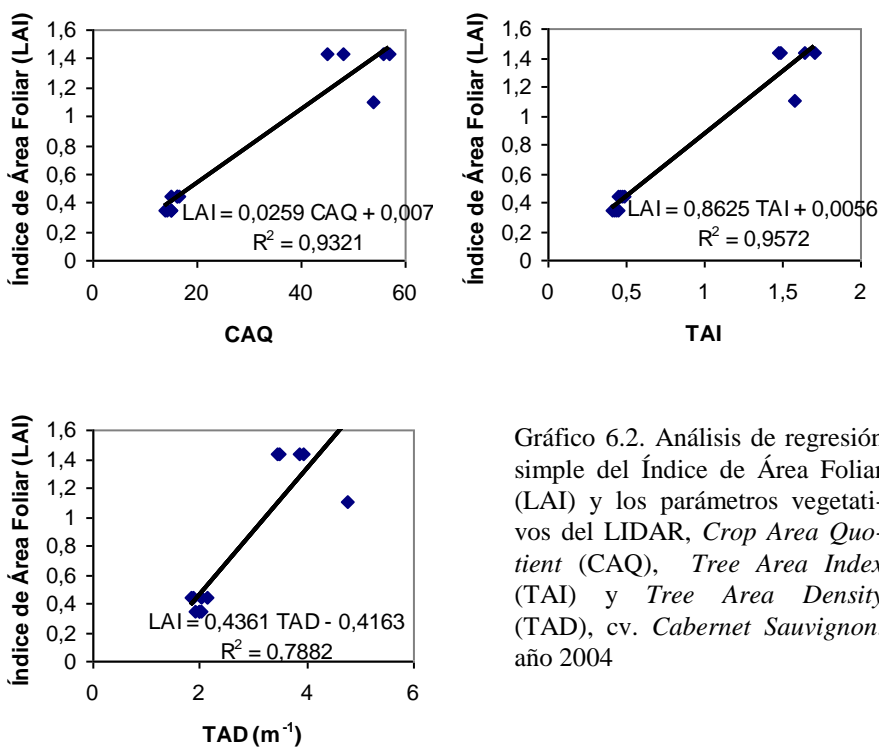 Índice de Área Foliar (LAI)
1,6
1,4
1,2
1
0,8
0,6
0,4
0,2
0
LAI = 0,0259 CAQ + 0,007
R² = 0,9321
0 20 40 60
CAQ
Índice de Área Foliar (LAI)
1,6
1,4
1,2
1
0,8
0,6
0,4
0,2
0
LAI = 0,8625 TAI + 0,0056
R² = 0,9572
0 0,5 1 1,5 2
TAI
Índice de Área Foliar (LAI)
1,6
1,4
1,2
1
0,8
0,6
0,4
0,2
0
LAI = 0,4361 TAD - 0,4163
R² = 0,7882
0 2 4 6
TAD (m⁻¹)
Gráfico 6.2. Análisis de regresión
simple del Índice de Área Foliar
(LAI) y los parámetros vegetati-
vos del LIDAR, Crop Area Quo-
tient (CAQ), Tree Area Index
(TAI) y Tree Area Density
(TAD), cv. Cabernet Sauvignon.
año 2004